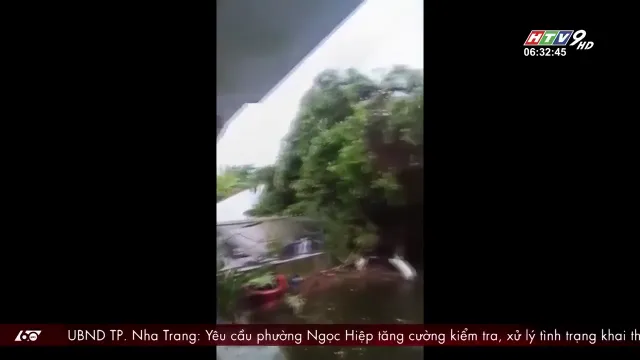 HTV9 HD
06:32:45
60 UBND TP. Nha Trang: Yêu cầu phường Ngọc Hiệp tăng cường kiểm tra, xử lý tình trạng khai th